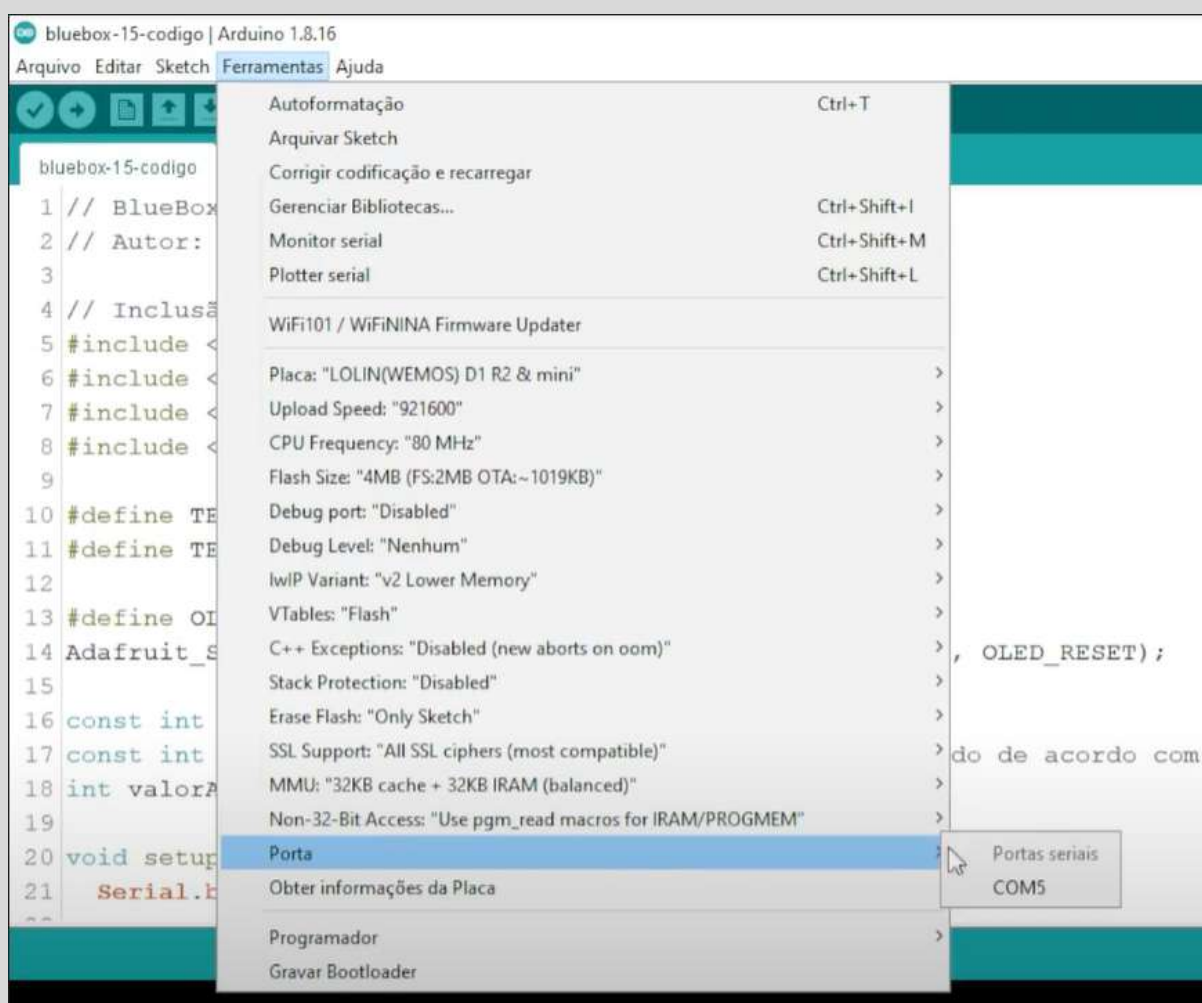 bluebox-15-codigo | Arduino 1.8.16
Arquivo Editar Sketch Ferramentas Ajuda
Autoformatação Ctrl+T
Arquivar Sketch
bluebox-15-codigo
Corrigir codificação e recarregar
1 // BlueBox
Gerenciar Bibliotecas... Ctrl+Shift+I
2 // Autor:
Monitor serial Ctrl+Shift+M
3
Plotter serial Ctrl+Shift+L
4 // Inclusã
WiFi101 / WiFiNINA Firmware Updater
5 #include <
6 #include <
Placa: "LOLIN(WEMOS) D1 R2 & mini"
7 #include <
Upload Speed: "921600"
8 #include <
CPU Frequency: "80 MHz"
9
Flash Size: "4MB (FS:2MB OTA:~1019KB)"
10 #define TE
Debug port: "Disabled"
11 #define TE
Debug Level: "Nenhum"
12
lwIP Variant: "v2 Lower Memory"
13 #define OL
VTables: "Flash"
14 Adafruit_S , OLED_RESET);
C++ Exceptions: "Disabled (new aborts on oom)"
15
Stack Protection: "Disabled"
16 const int
Erase Flash: "Only Sketch"
17 const int do de acordo com
SSL Support: "All SSL ciphers (most compatible)"
18 int valorA
MMU: "32KB cache + 32KB IRAM (balanced)"
19
Non-32-Bit Access: "Use pgm_read macros for IRAM/PROGMEM"
20 void setup
Porta
Portas seriais
21 Serial.b
Obter informações da Placa
COM5
Programador
Gravar Bootloader